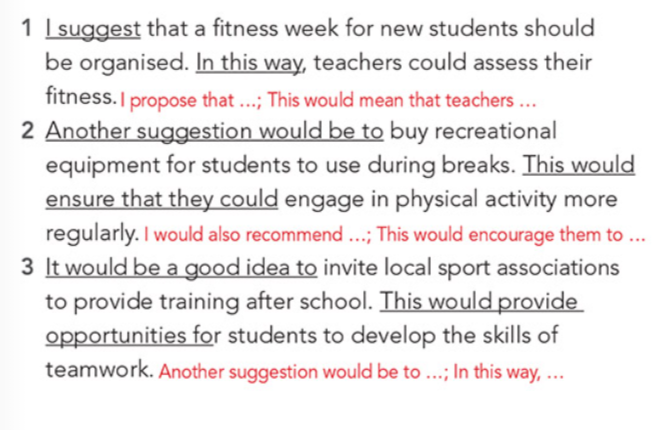 1 I suggest that a fitness week for new students should
be organised. In this way, teachers could assess their
fitness. I propose that ...; This would mean that teachers ...
2 Another suggestion would be to buy recreational
equipment for students to use during breaks. This would
ensure that they could engage in physical activity more
regularly. I would also recommend ...; This would encourage them to ...
3 It would be a good idea to invite local sport associations
to provide training after school. This would provide
opportunities for students to develop the skills of
teamwork. Another suggestion would be to ...; In this way, ...